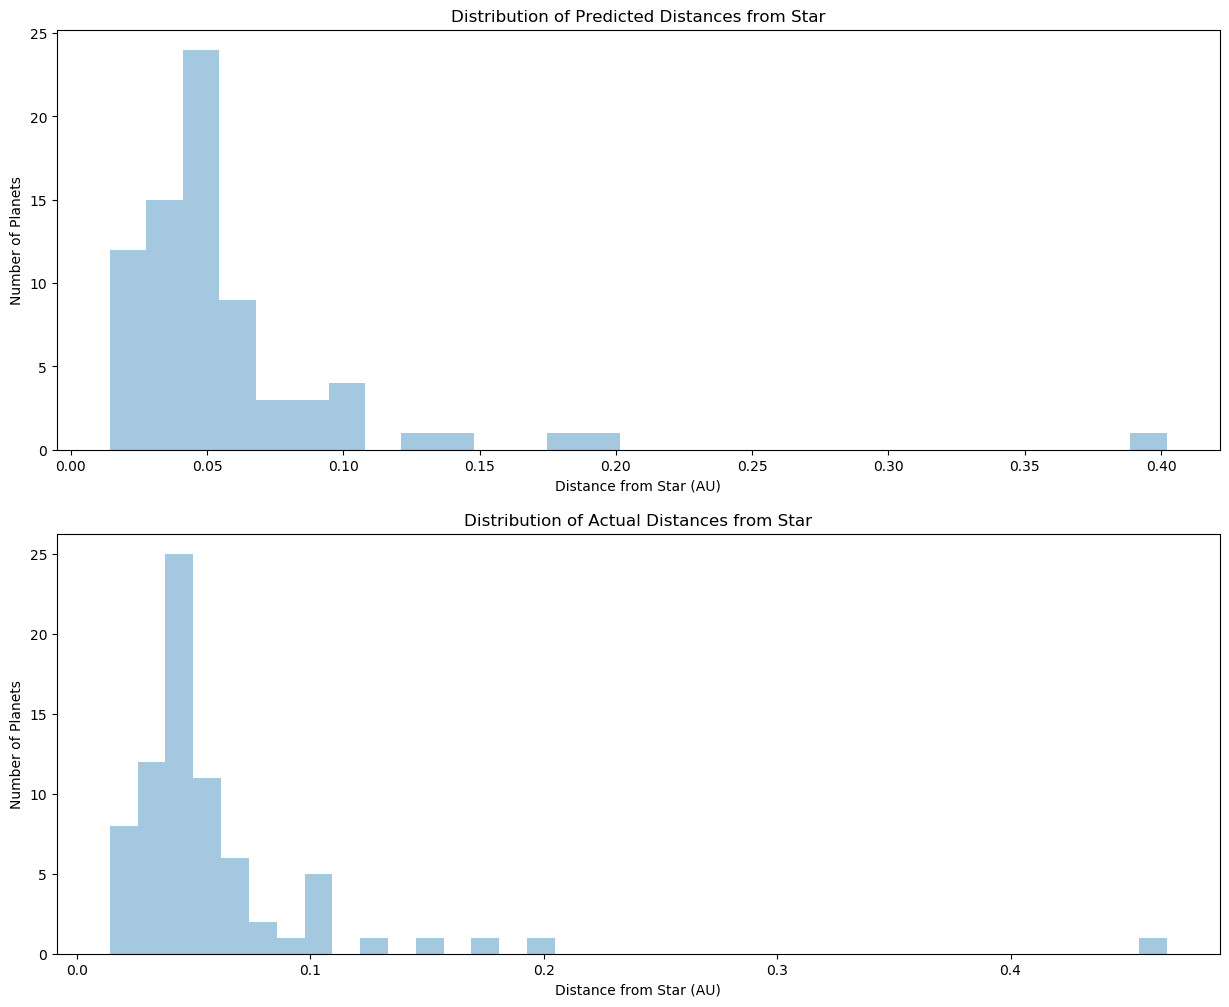 Distribution of Predicted Distances from Star
25
20
15
10
5
0
Number of Planets
0.00 0.05 0.10 0.15 0.20 0.25 0.30 0.35 0.40
Distance from Star (AU)
Distribution of Actual Distances from Star
25
20
15
10
5
0
Number of Planets
0.0 0.1 0.2 0.3 0.4
Distance from Star (AU)